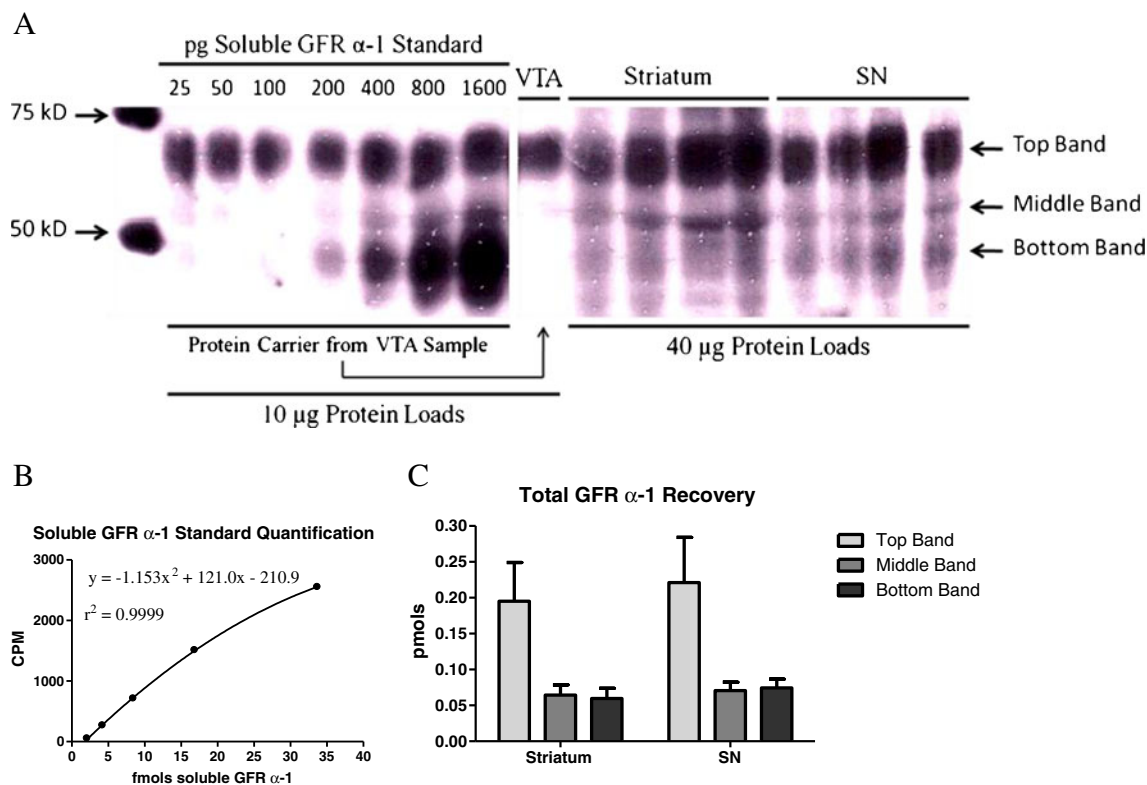 A
pg Soluble GFR α-1 Standard
25 50 100 200 400 800 1600
VTA
Striatum
SN
75 kD
50 kD
Top Band
Middle Band
Bottom Band
Protein Carrier from VTA Sample
10 µg Protein Loads
40 µg Protein Loads
B
Soluble GFR α-1 Standard Quantification
y = -1.153x² + 121.0x - 210.9
r² = 0.9999
CPM
3000
2000
1000
0
0 5 10 15 20 25 30 35 40
fmols soluble GFR α-1
C
Total GFR α-1 Recovery
pmols
0.30
0.25
0.20
0.15
0.10
0.05
0.00
Striatum SN
Top Band
Middle Band
Bottom Band